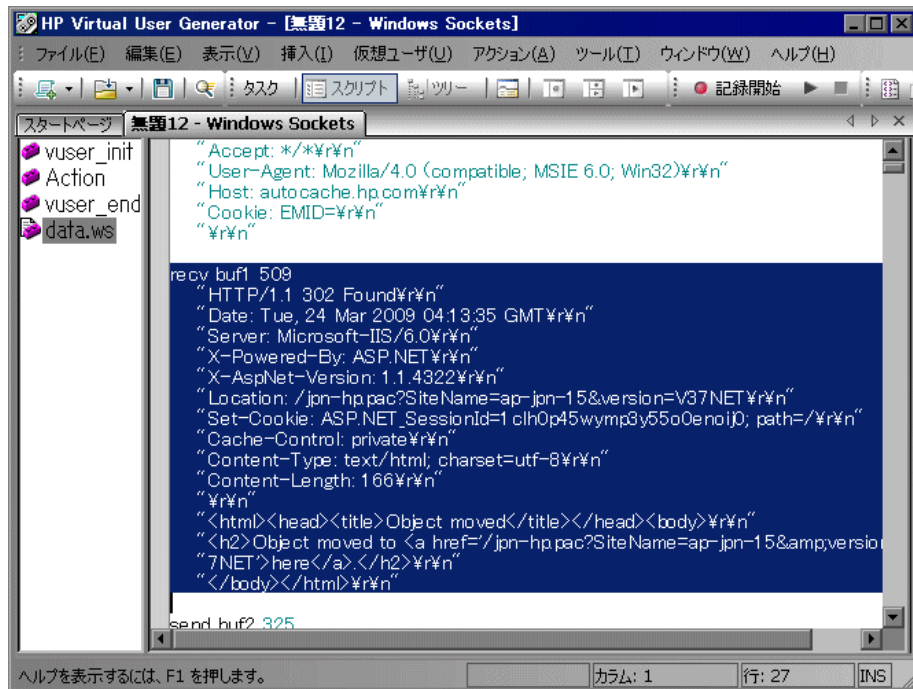 HP Virtual User Generator - [無題12 - Windows Sockets]
ファイル(F) 編集(E) 表示(V) 挿入(I) 仮想ユーザ(U) アクション(A) ツール(T) ウィンドウ(W) ヘルプ(H)
タスク スクリプト ツリー 記録開始
スタートページ 無題12 - Windows Sockets
vuser_init
Action
vuser_end
data.ws
"Accept: */*¥r¥n"
"User-Agent: Mozilla/4.0 (compatible; MSIE 6.0; Win32)¥r¥n"
"Host: autocache.hp.com¥r¥n"
"Cookie: EMID=¥r¥n"
"¥r¥n"
recv buf1 509
"HTTP/1.1 302 Found¥r¥n"
"Date: Tue, 24 Mar 2009 04:13:35 GMT¥r¥n"
"Server: Microsoft-IIS/6.0¥r¥n"
"X-Powered-By: ASP.NET¥r¥n"
"X-AspNet-Version: 1.1.4322¥r¥n"
"Location: /jpn-hp.pac?SiteName=ap-jpn-15&version=V37NET¥r¥n"
"Set-Cookie: ASP.NET_SessionId=1clh0p45wymp3y55o0enoij0; path=/¥r¥n"
"Cache-Control: private¥r¥n"
"Content-Type: text/html; charset=utf-8¥r¥n"
"Content-Length: 166¥r¥n"
"¥r¥n"
"<html><head><title>Object moved</title></head><body>¥r¥n"
"<h2>Object moved to <a href='/jpn-hp.pac?SiteName=ap-jpn-15&amp;version
"7NET'>here</a>.</h2>¥r¥n"
"</body></html>¥r¥n"
send buf2 325
ヘルプを表示するには、F1 を押します。 カラム: 1 行: 27 INS